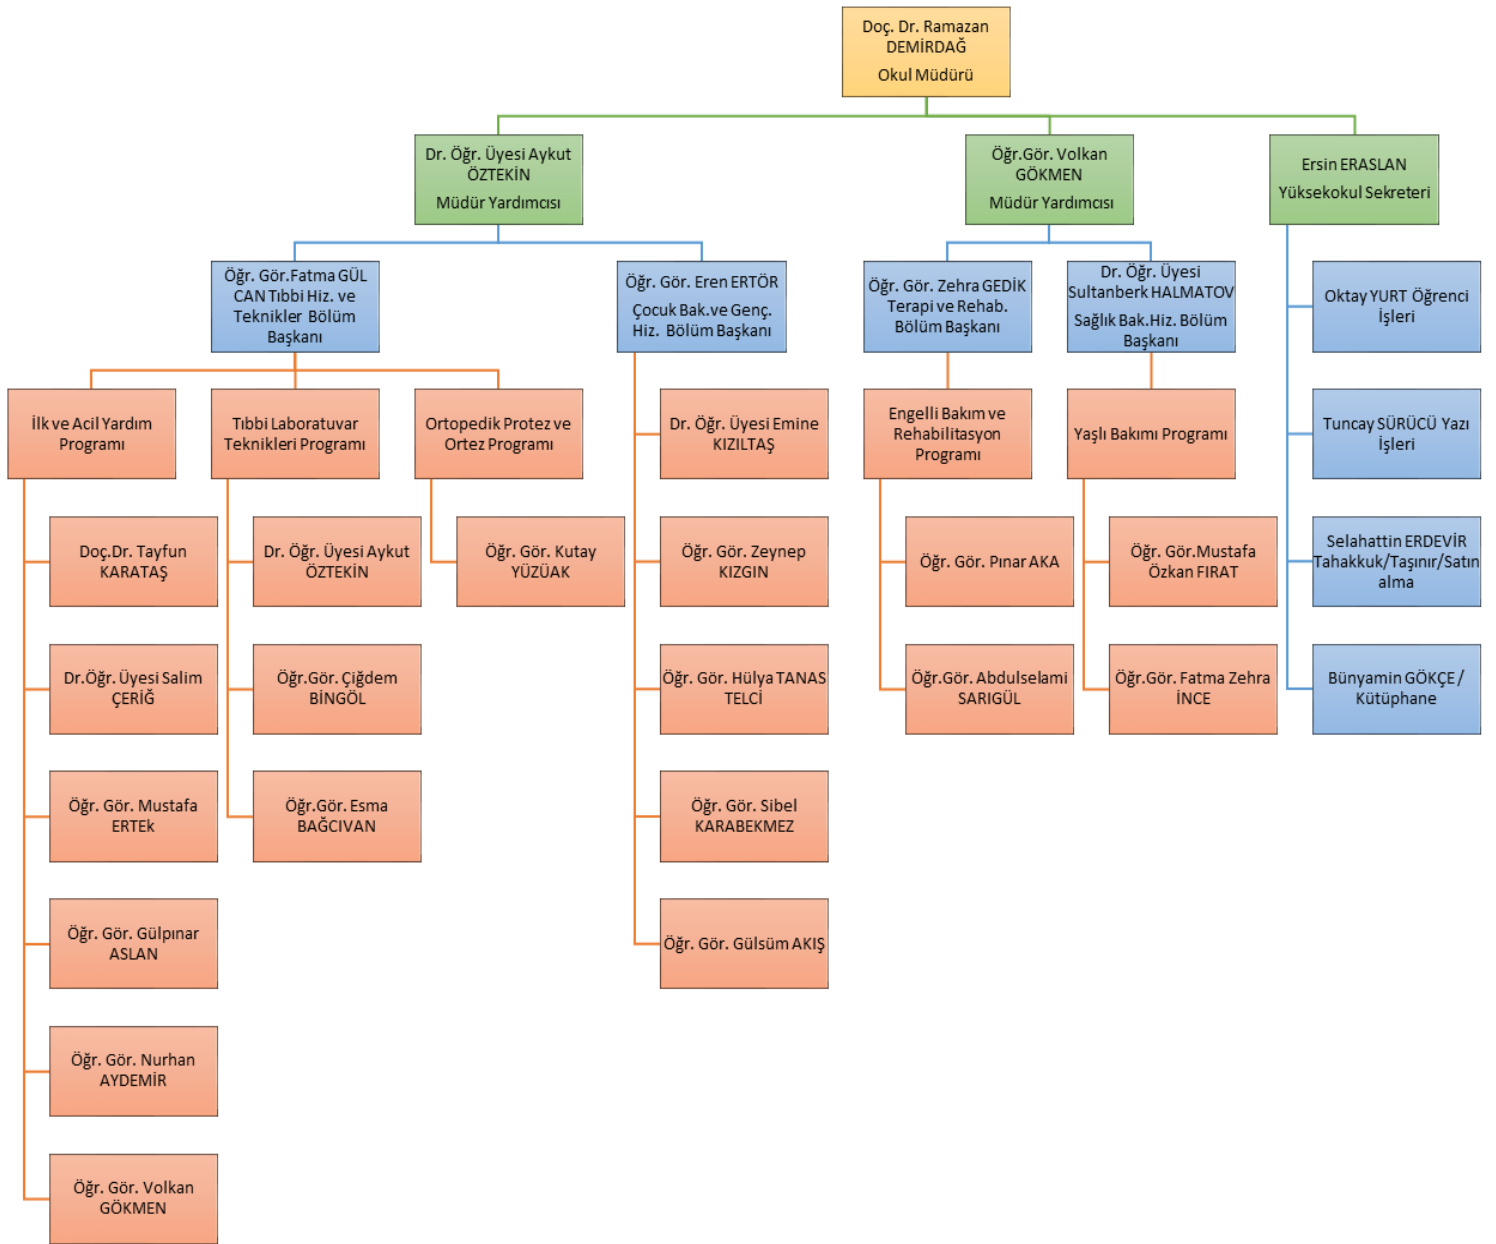 Doç. Dr. Ramazan
DEMİRDAĞ
Okul Müdürü
Dr. Öğr. Üyesi Aykut
ÖZTEKİN
Müdür Yardımcısı
Öğr.Gör. Volkan
GÖKMEN
Müdür Yardımcısı
Ersin ERASLAN
Yüksekokul Sekreteri
Öğr. Gör.Fatma GÜL
CAN Tıbbi Hiz. ve
Teknikler Bölüm
Başkanı
Öğr. Gör. Eren ERTÖR
Çocuk Bak.ve Genç.
Hiz. Bölüm Başkanı
Öğr. Gör. Zehra GEDİK
Terapi ve Rehab.
Bölüm Başkanı
Dr. Öğr. Üyesi
Sultanberk HALMATOV
Sağlık Bak.Hiz. Bölüm
Başkanı
Oktay YURT Öğrenci
İşleri
İlk ve Acil Yardım
Programı
Tıbbi Laboratuvar
Teknikleri Programı
Ortopedik Protez ve
Ortez Programı
Dr. Öğr. Üyesi Emine
KIZILTAŞ
Engelli Bakım ve
Rehabilitasyon
Programı
Yaşlı Bakımı Programı
Tuncay SÜRÜCÜ Yazı
İşleri
Doç.Dr. Tayfun
KARATAŞ
Dr. Öğr. Üyesi Aykut
ÖZTEKİN
Öğr. Gör. Kutay
YÜZÜAK
Öğr. Gör. Zeynep
KIZGIN
Öğr. Gör. Pınar AKA
Öğr. Gör.Mustafa
Özkan FIRAT
Selahattin ERDEVİR
Tahakkuk/Taşınır/Satın
alma
Dr.Öğr. Üyesi Salim
ÇERİĞ
Öğr.Gör. Çiğdem
BİNGÖL
Öğr. Gör. Hülya TANAS
TELCİ
Öğr.Gör. Abdulselami
SARIGÜL
Öğr.Gör. Fatma Zehra
İNCE
Bünyamin GÖKÇE /
Kütüphane
Öğr. Gör. Mustafa
ERTEk
Öğr.Gör. Esma
BAĞCIVAN
Öğr. Gör. Sibel
KARABEKMEZ
Öğr. Gör. Gülpınar
ASLAN
Öğr. Gör. Gülsüm AKIŞ
Öğr. Gör. Nurhan
AYDEMİR
Öğr. Gör. Volkan
GÖKMEN